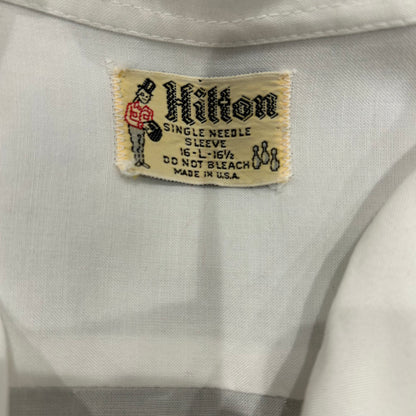 Hilton
SINGLE NEEDLE
SLEEVE
16-L-16½
DO NOT BLEACH
MADE IN U.S.A.